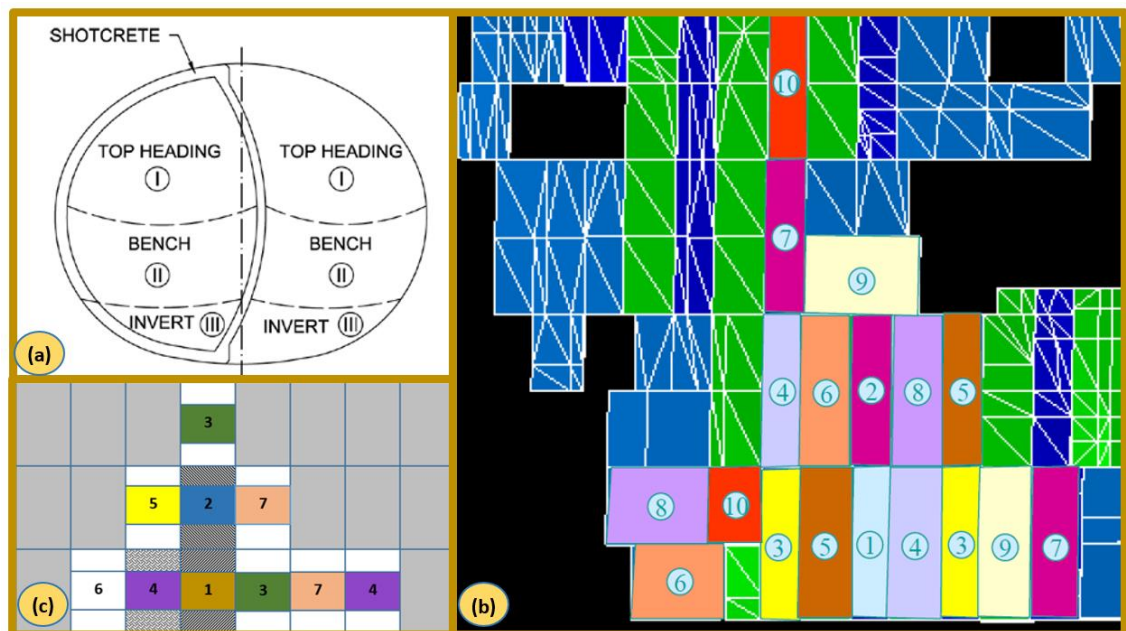 SHOTCRETE
TOP HEADING
I
TOP HEADING
I
BENCH
II
BENCH
II
INVERT III
INVERT III
(a)
10
7
9
4 6 2 8 5
8 10 3 5 1 4 3 9 7
6
(b)
3
5 2 7
6 4 1 3 7 4
(c)